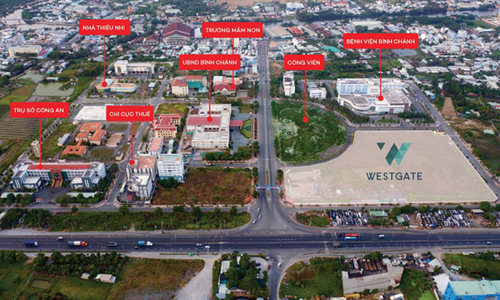 NHÀ THIẾU NHI
TRƯỜNG MẦM NON
BỆNH VIỆN BÌNH CHÁNH
UBND BÌNH CHÁNH
CÔNG VIÊN
TRỤ SỞ CÔNG AN
CHI CỤC THUẾ
WESTGATE